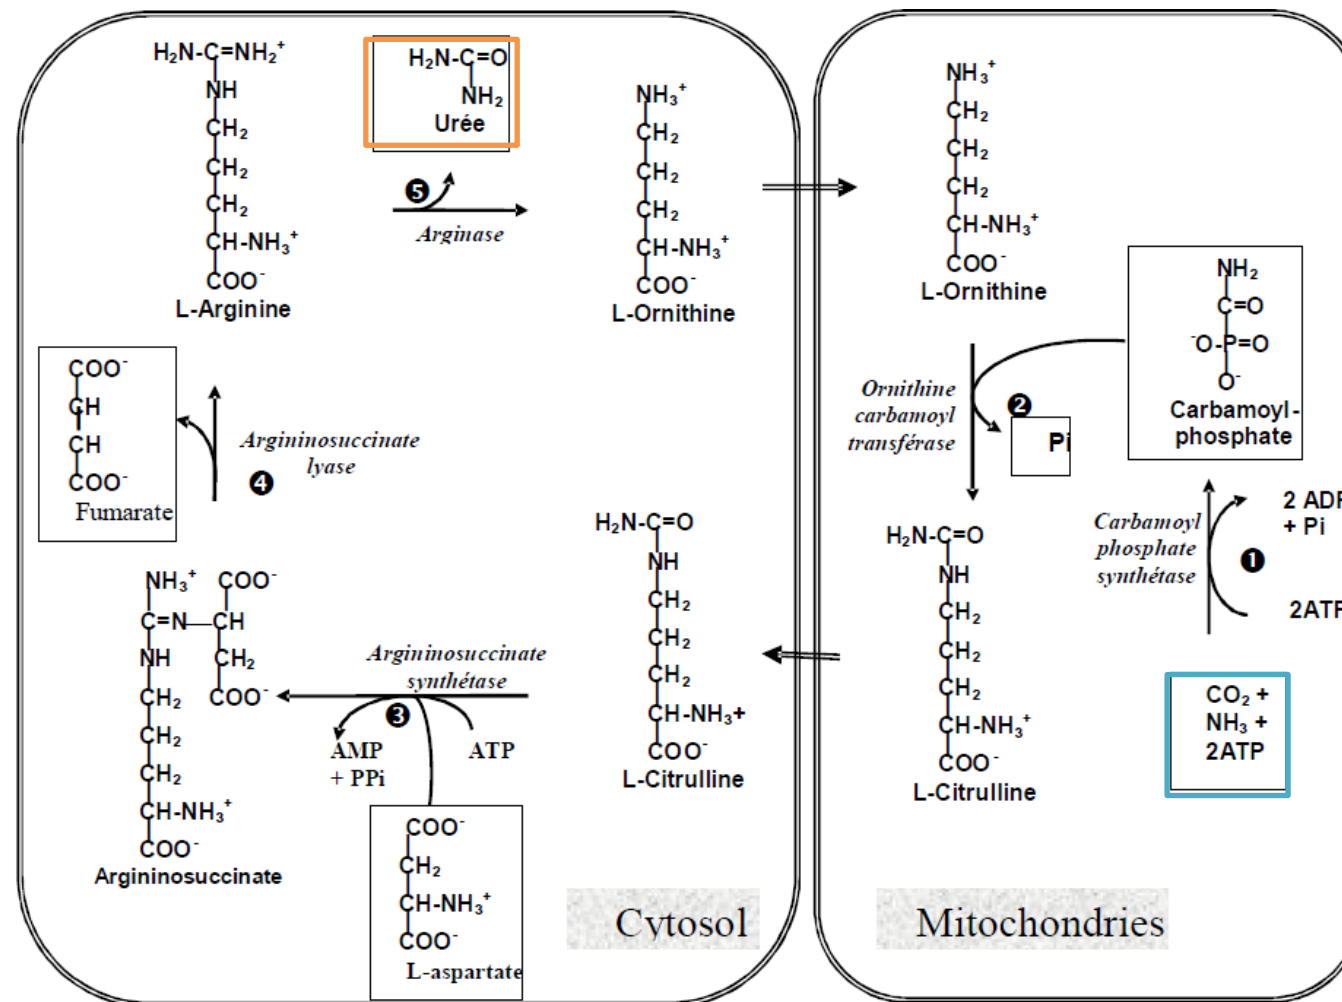 H₂N-C=NH₂⁺
NH
CH₂
CH₂
CH₂
CH-NH₃⁺
COO⁻
L-Arginine
H₂N-C=O
NH₂
Urée
❺
Arginase
NH₃⁺
CH₂
CH₂
CH₂
CH-NH₃⁺
COO⁻
L-Ornithine
NH₃⁺
CH₂
CH₂
CH₂
CH-NH₃⁺
COO⁻
L-Ornithine
NH₂
C=O
⁻O-P=O
O⁻
Carbamoyl-
phosphate
Ornithine
carbamoyl
transférase
❷
Pi
2 ADP
+ Pi
Carbamoyl
phosphate
synthétase
❶
2ATP
CO₂ +
NH₃ +
2ATP
H₂N-C=O
NH
CH₂
CH₂
CH₂
CH-NH₃⁺
COO⁻
L-Citrulline
H₂N-C=O
NH
CH₂
CH₂
CH₂
CH-NH₃+
COO⁻
L-Citrulline
Argininosuccinate
synthétase
❸
AMP
+ PPi
ATP
COO⁻
CH₂
CH-NH₃⁺
COO⁻
L-aspartate
NH₃⁺ COO⁻
C=N—CH
NH CH₂
CH₂ COO⁻
CH₂
CH₂
CH-NH₃⁺
COO⁻
Argininosuccinate
Argininosuccinate
lyase
❹
COO⁻
CH
CH
COO⁻
Fumarate
Cytosol
Mitochondries